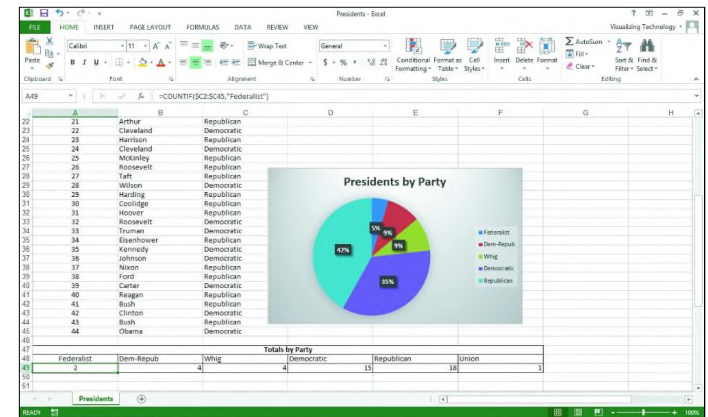 Presidents - Excel
FILE HOME INSERT PAGE LAYOUT FORMULAS DATA REVIEW VIEW Visualizing Technology
Paste
Calibri 11
Wrap Text
General
AutoSum
Fill
Clear
B I U
Merge & Center
$ % ,
Conditional Formatting
Format as Table
Cell Styles
Insert Delete Format
Sort & Filter
Find & Select
Clipboard Font Alignment Number Styles Cells Editing
A49 =COUNTIF($C2:$C45,"Federalist")
A B C D E F G H
22 21 Arthur Republican
23 22 Cleveland Democratic
24 23 Harrison Republican
25 24 Cleveland Democratic
26 25 McKinley Republican
27 26 Roosevelt Republican
28 27 Taft Republican
29 28 Wilson Democratic
30 29 Harding Republican
31 30 Coolidge Republican
32 31 Hoover Republican
33 32 Roosevelt Democratic
34 33 Truman Democratic
35 34 Eisenhower Republican
36 35 Kennedy Democratic
37 36 Johnson Democratic
38 37 Nixon Republican
39 38 Ford Republican
40 39 Carter Democratic
41 40 Reagan Republican
42 41 Bush Republican
43 42 Clinton Democratic
44 43 Bush Republican
45 44 Obama Democratic
46
47 Totals by Party
48 Federalist Dem-Repub Whig Democratic Republican Union
49 2 4 4 15 18 1
50
51
Presidents by Party
5%
9%
9%
35%
42%
Federalist
Dem-Repub
Whig
Democratic
Republican
Presidents
READY 100%